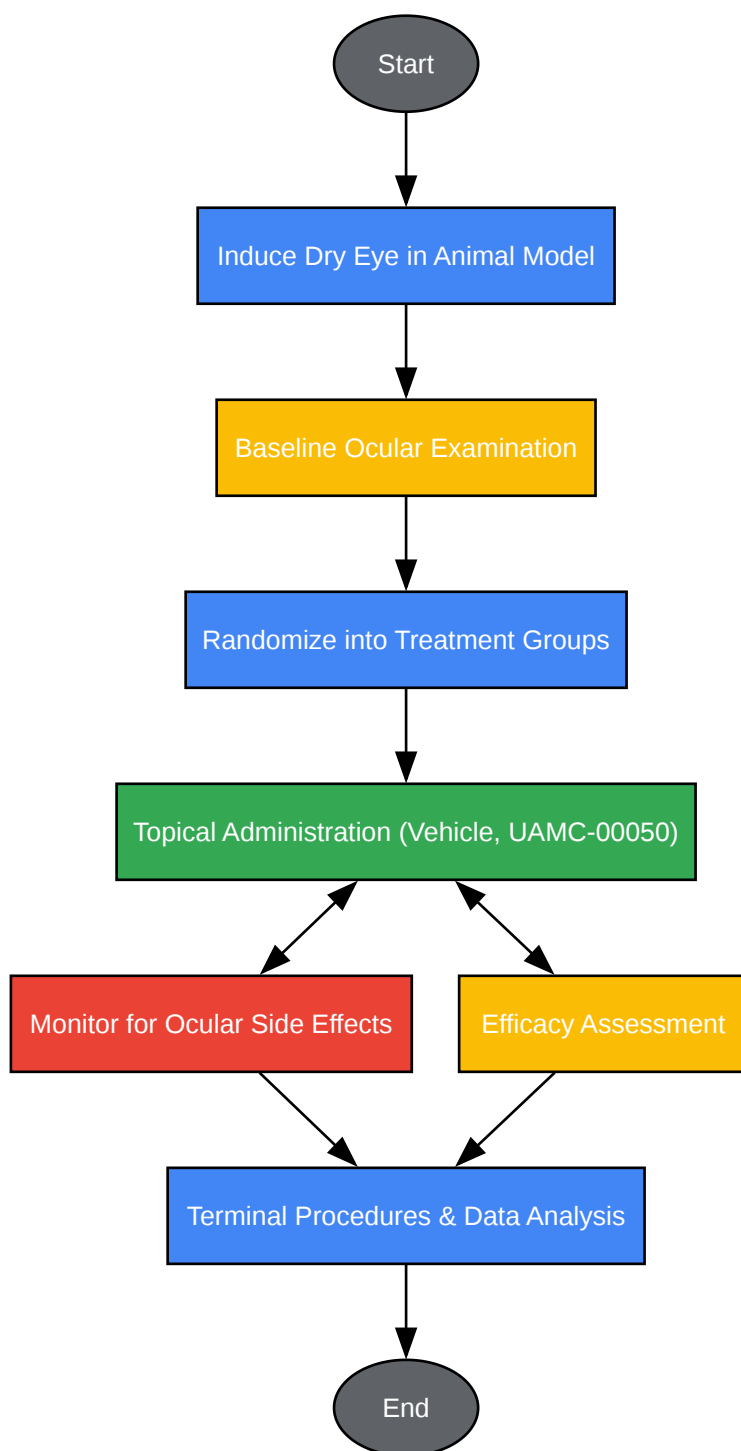 Start
Induce Dry Eye in Animal Model
Baseline Ocular Examination
Randomize into Treatment Groups
Topical Administration (Vehicle, UAMC-00050)
Monitor for Ocular Side Effects
Efficacy Assessment
Terminal Procedures & Data Analysis
End